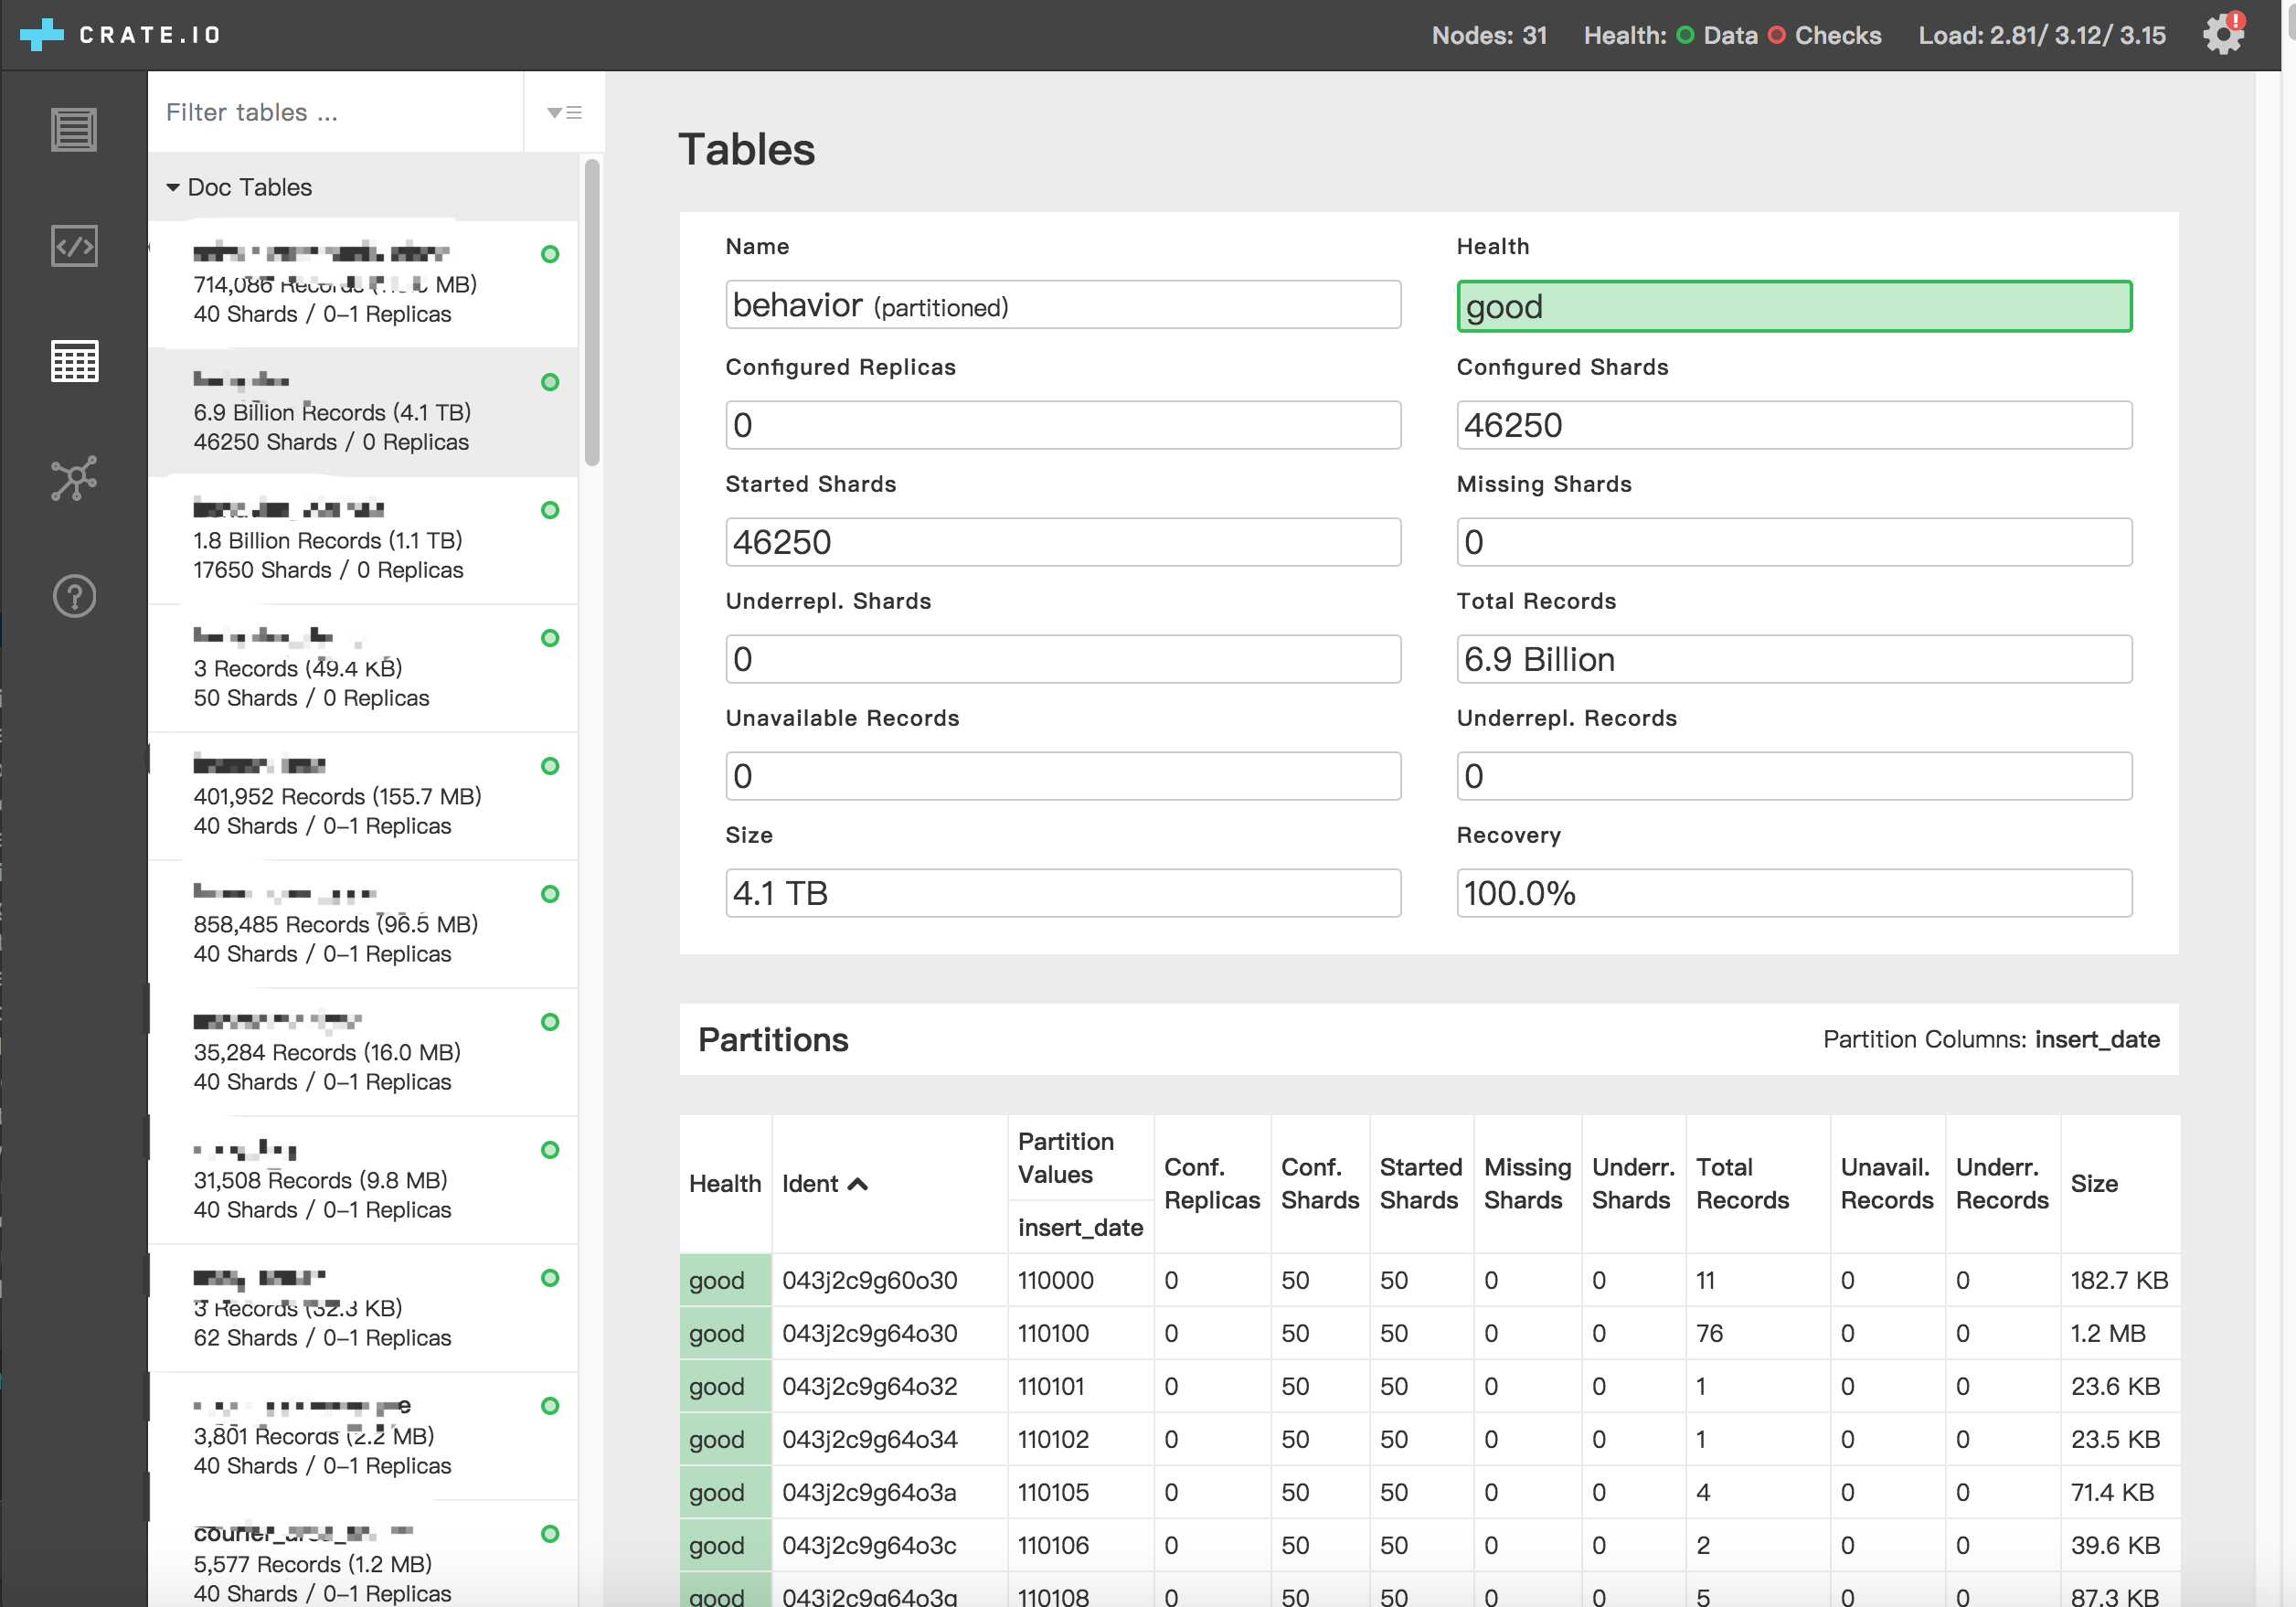 CRATE.IO
Nodes: 31 Health: Data Checks Load: 2.81/ 3.12/ 3.15
Filter tables ...
Doc Tables
714,086 Records MB)
40 Shards / 0-1 Replicas
6.9 Billion Records (4.1 TB)
46250 Shards / 0 Replicas
1.8 Billion Records (1.1 TB)
17650 Shards / 0 Replicas
3 Records (49.4 KB)
50 Shards / 0 Replicas
401,952 Records (155.7 MB)
40 Shards / 0-1 Replicas
858,485 Records (96.5 MB)
40 Shards / 0-1 Replicas
35,284 Records (16.0 MB)
40 Shards / 0-1 Replicas
31,508 Records (9.8 MB)
40 Shards / 0-1 Replicas
3 Records (32.3 KB)
62 Shards / 0-1 Replicas
3,801 Records (2.2 MB)
40 Shards / 0-1 Replicas
5,577 Records (1.2 MB)
40 Shards / 0-1 Replicas
Tables
Name
behavior (partitioned)
Health
good
Configured Replicas
0
Configured Shards
46250
Started Shards
46250
Missing Shards
0
Underrepl. Shards
0
Total Records
6.9 Billion
Unavailable Records
0
Underrepl. Records
0
Size
4.1 TB
Recovery
100.0%
Partitions
Partition Columns: insert_date
Health
Ident
Partition Values
insert_date
Conf. Replicas
Conf. Shards
Started Shards
Missing Shards
Underr. Shards
Total Records
Unavail. Records
Underr. Records
Size
good 043j2c9g60o30 110000 0 50 50 0 0 11 0 0 182.7 KB
good 043j2c9g64o30 110100 0 50 50 0 0 76 0 0 1.2 MB
good 043j2c9g64o32 110101 0 50 50 0 0 1 0 0 23.6 KB
good 043j2c9g64o34 110102 0 50 50 0 0 1 0 0 23.5 KB
good 043j2c9g64o3a 110105 0 50 50 0 0 4 0 0 71.4 KB
good 043j2c9g64o3c 110106 0 50 50 0 0 2 0 0 39.6 KB
good 043j2c9g64o3g 110108 0 50 50 0 0 5 0 0 87.3 KB